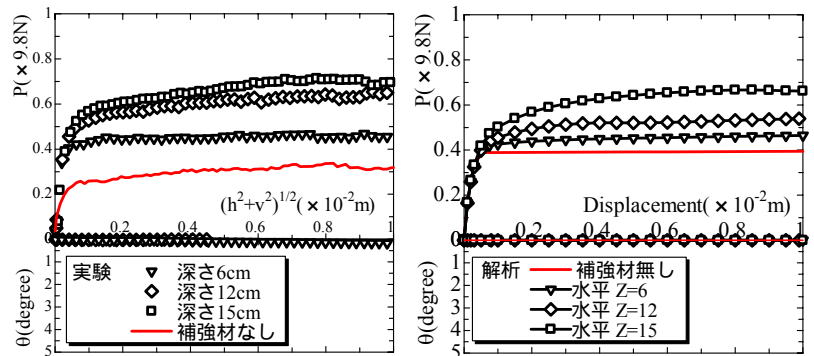 P( × 9.8N)
1
0.8
0.6
0.4
0.2
0
(h²+v²)^1/2( × 10⁻²m)
0.2 0.4 0.6 0.8 1
θ(degree)
1
2
3
4
5
実験
深さ6cm
深さ12cm
深さ15cm
補強材なし
P( × 9.8N)
1
0.8
0.6
0.4
0.2
0
Displacement( × 10⁻²m)
0.2 0.4 0.6 0.8 1
θ(degree)
1
2
3
4
5
解析
補強材無し
水平 Z=6
水平 Z=12
水平 Z=15